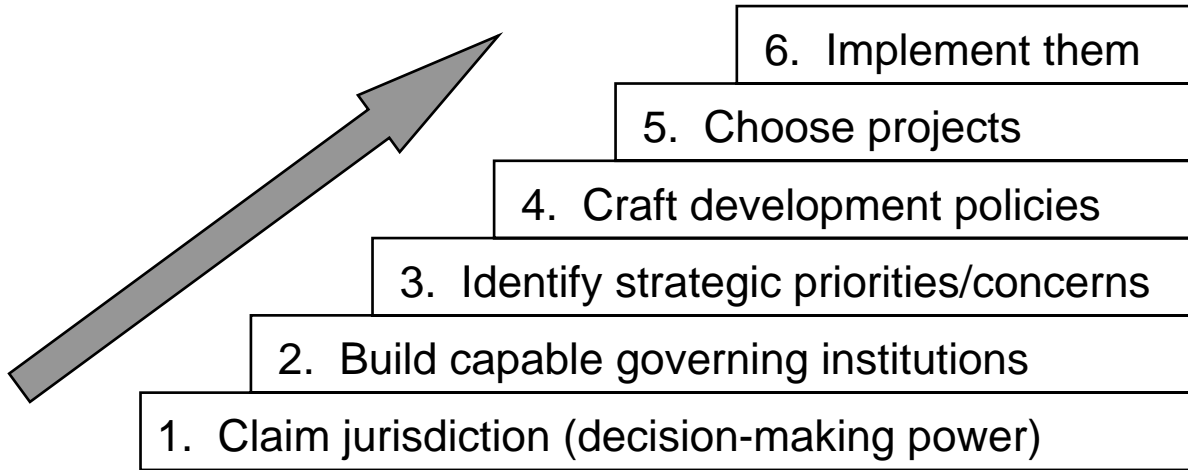 6. Implement them
5. Choose projects
4. Craft development policies
3. Identify strategic priorities/concerns
2. Build capable governing institutions
1. Claim jurisdiction (decision-making power)